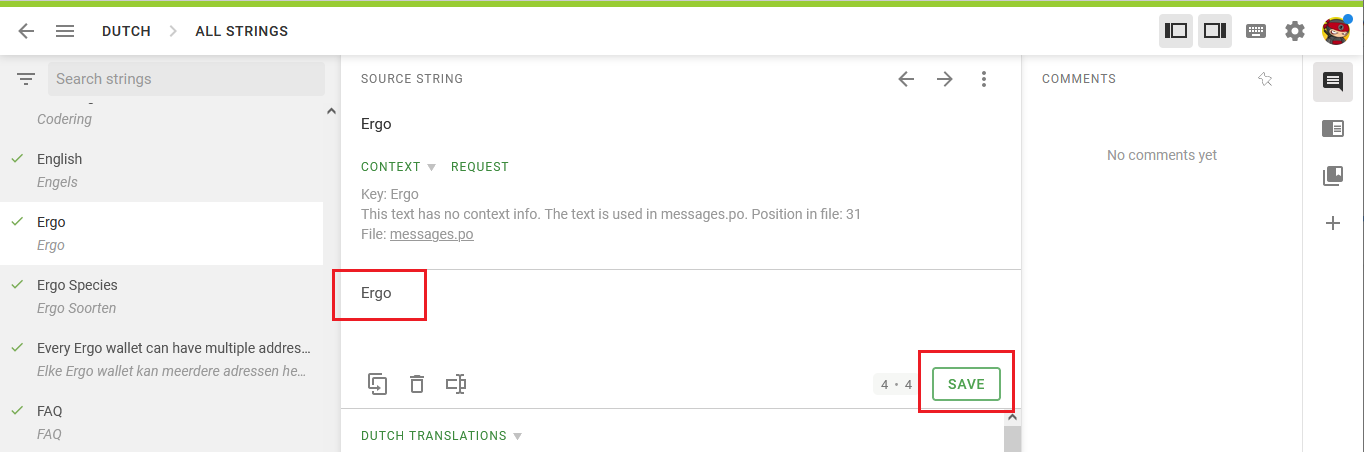 DUTCH
ALL STRINGS
Search strings
Codering
English
Engels
Ergo
Ergo
Ergo Species
Ergo Soorten
Every Ergo wallet can have multiple addres…
Elke Ergo wallet kan meerdere adressen he…
FAQ
FAQ
SOURCE STRING
Ergo
CONTEXT REQUEST
Key: Ergo
This text has no context info. The text is used in messages.po. Position in file: 31
File: messages.po
Ergo
4 • 4 SAVE
DUTCH TRANSLATIONS
COMMENTS
No comments yet